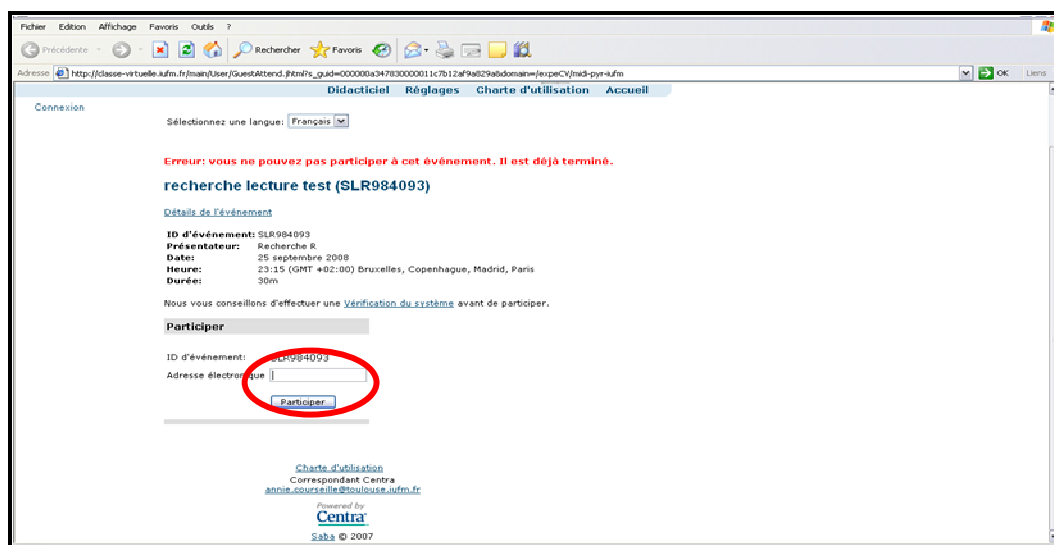 Fichier Edition Affichage Favoris Outils ?
Précédente Rechercher Favoris
Adresse http://classe-virtuelle.iufm.fr/main/User/GuestAttend.jhtml?s_guid=000000a347830000011c7b12af9a829a&domain=/expeCV/midi-pyr-iufm OK Liens
Didacticiel Réglages Charte d'utilisation Accueil
Connexion
Sélectionnez une langue: Français
Erreur: vous ne pouvez pas participer à cet événement. Il est déjà terminé.
recherche lecture test (SLR984093)
Détails de l'événement
ID d'événement: SLR984093
Présentateur: Recherche R.
Date: 25 septembre 2008
Heure: 23:15 (GMT +02:00) Bruxelles, Copenhague, Madrid, Paris
Durée: 30m
Nous vous conseillons d'effectuer une Vérification du système avant de participer.
Participer
ID d'événement: SLR984093
Adresse électronique
Participer
Charte d'utilisation
Correspondant Centra
annie.courseille@toulouse.iufm.fr
Powered by
Centra
Saba © 2007